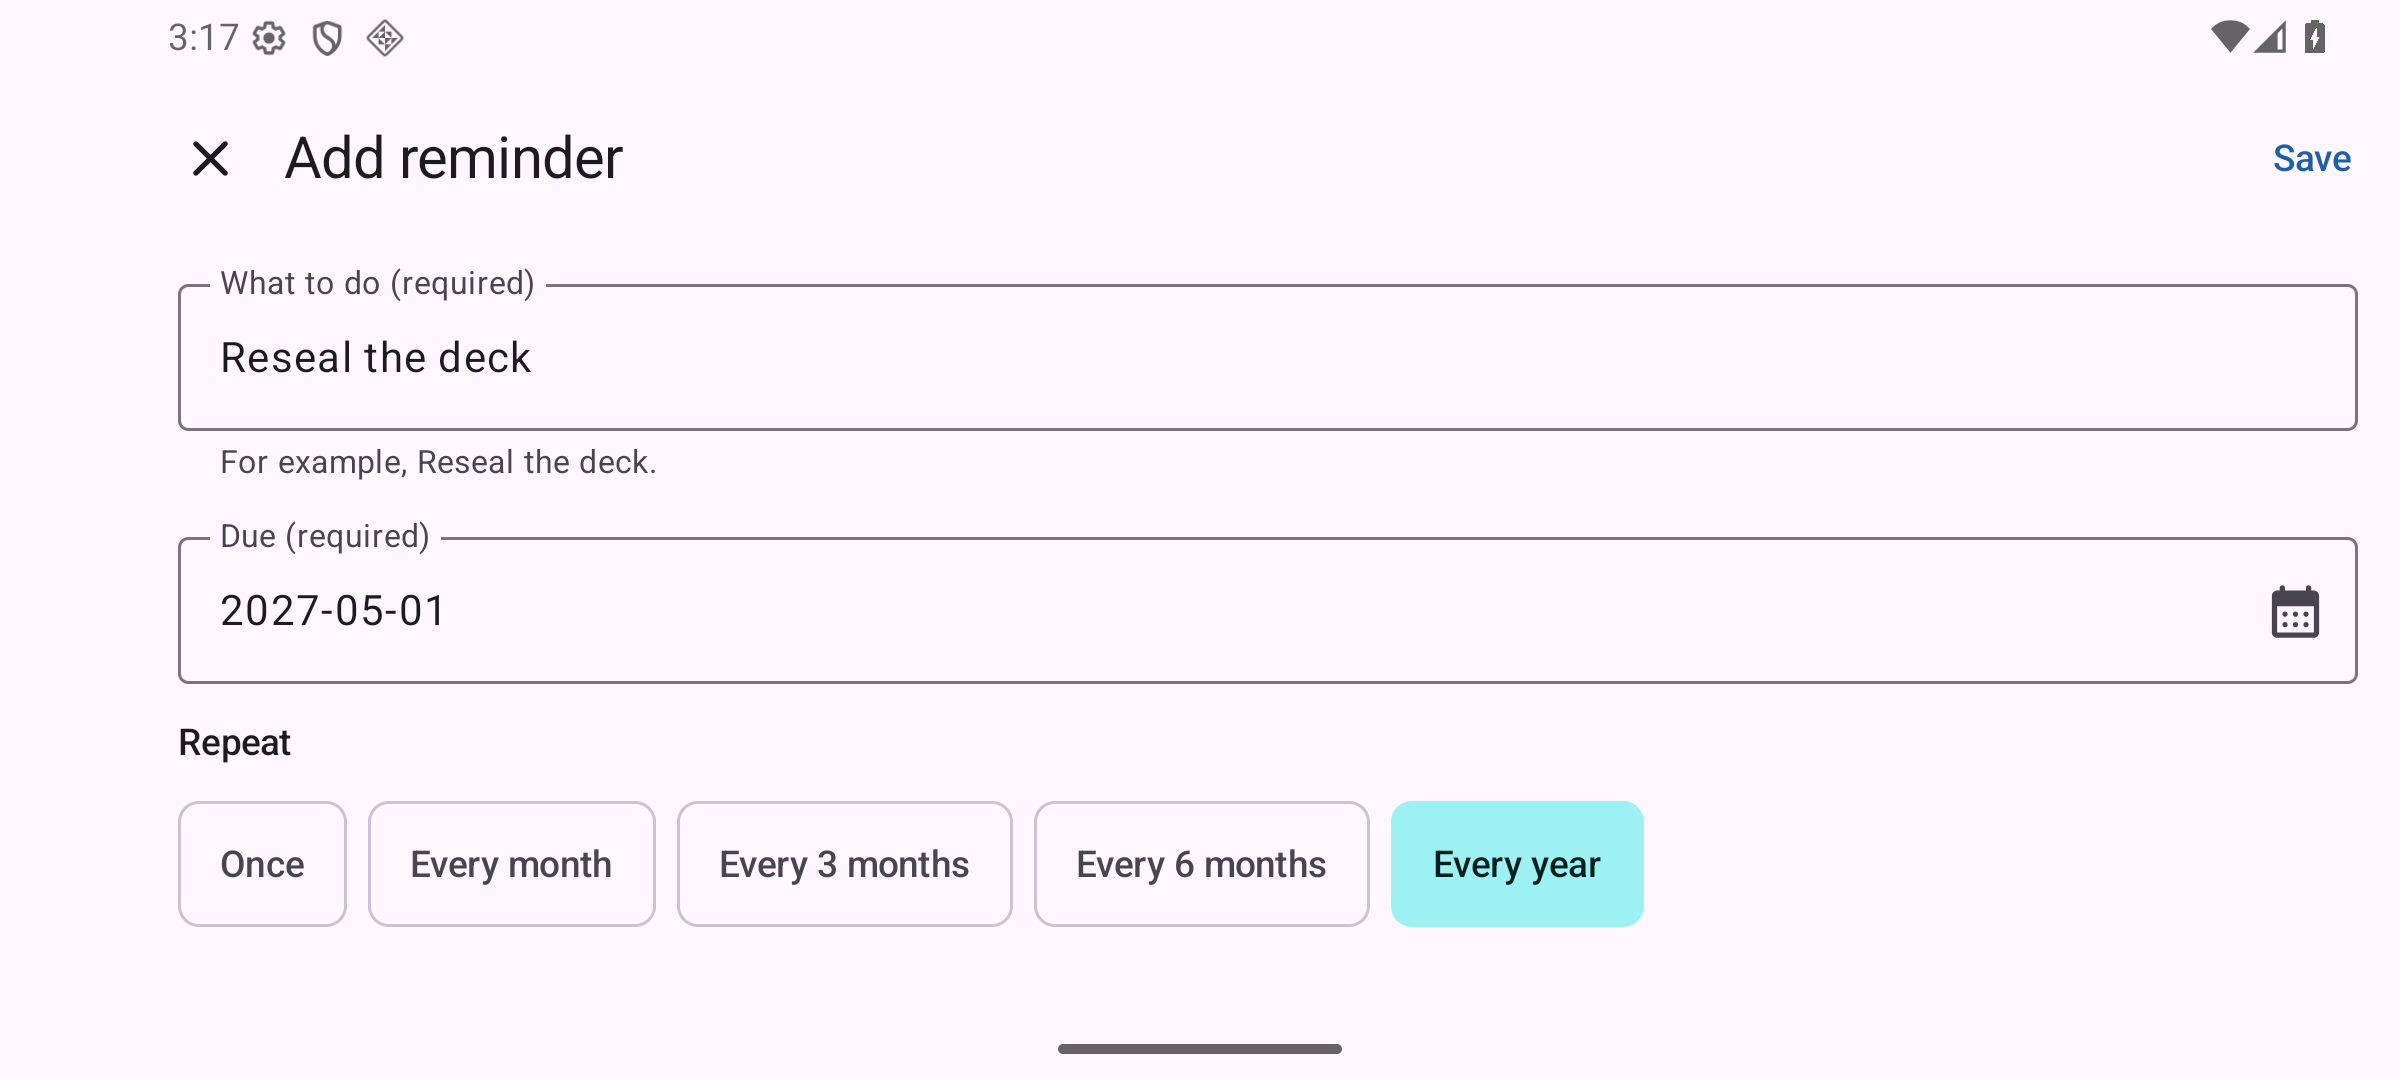 3:17
Add reminder
Save
What to do (required)
Reseal the deck
For example, Reseal the deck.
Due (required)
2027-05-01
Repeat
Once
Every month
Every 3 months
Every 6 months
Every year